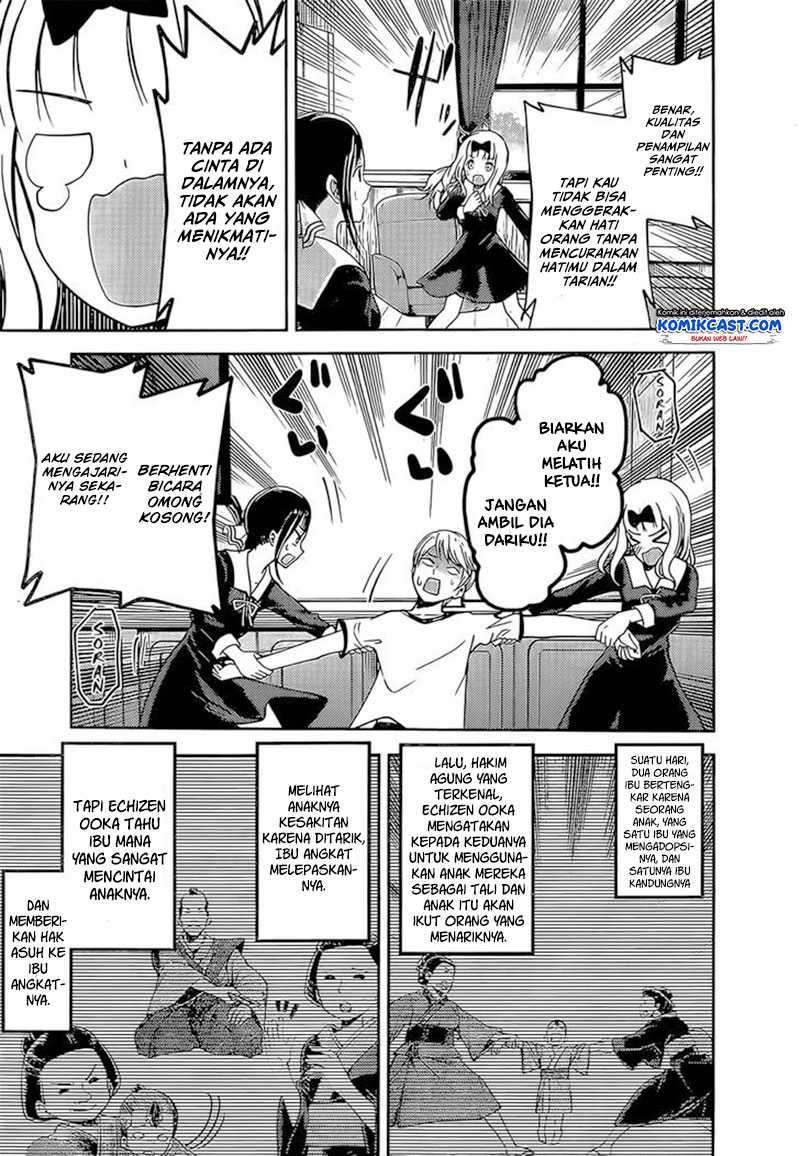 BENAR,
KUALITAS
DAN
PENAMPILAN
SANGAT
PENTING!!
TAPI KAU
TIDAK BISA
MENGGERAK-
KAN HATI
ORANG TANPA
MENCURAHKAN
HATIMU DALAM
TARIAN!!
TANPA ADA
CINTA DI
DALAMNYA,
TIDAK AKAN
ADA YANG
MENIKMATI-
NYA!!
Komik ini diterjemahkan & diedit oleh
KOMIKCAST.COM
BUKAN WEB LAIN!!
SORAN
BIARKAN
AKU
MELATIH
KETUA!!
JANGAN
AMBIL DIA
DARIKU!!
BERHENTI
BICARA
OMONG
KOSONG!
AKU SEDANG
MENGAJARI-
NYA SEKA-
RANG!!
SORAN
SUATU HARI,
DUA ORANG
IBU BERTENG-
KAR KARENA
SEORANG
ANAK, YANG
SATU IBU YANG
MENGADOPSI-
NYA, DAN
SATUNYA IBU
KANDUNGNYA
LALU, HAKIM
AGUNG YANG
TERKENAL,
ECHIZEN OOKA
MENGATAKAN
KEPADA KEDUANYA
UNTUK MENGGUNA-
KAN ANAK MEREKA
SEBAGAI TALI DAN
ANAK ITU AKAN
IKUT ORANG YANG
MENARIKNYA.
MELIHAT
ANAKNYA
KESAKITAN
KARENA DITARIK,
IBU ANGKAT
MELEPASKAN-
NYA.
TAPI ECHIZEN
OOKA TAHU
IBU MANA
YANG SANGAT
MENCINTAI
ANAKNYA.
DAN
MEMBERI-
KAN HAK
ASUH KE
IBU
ANGKAT-
NYA.